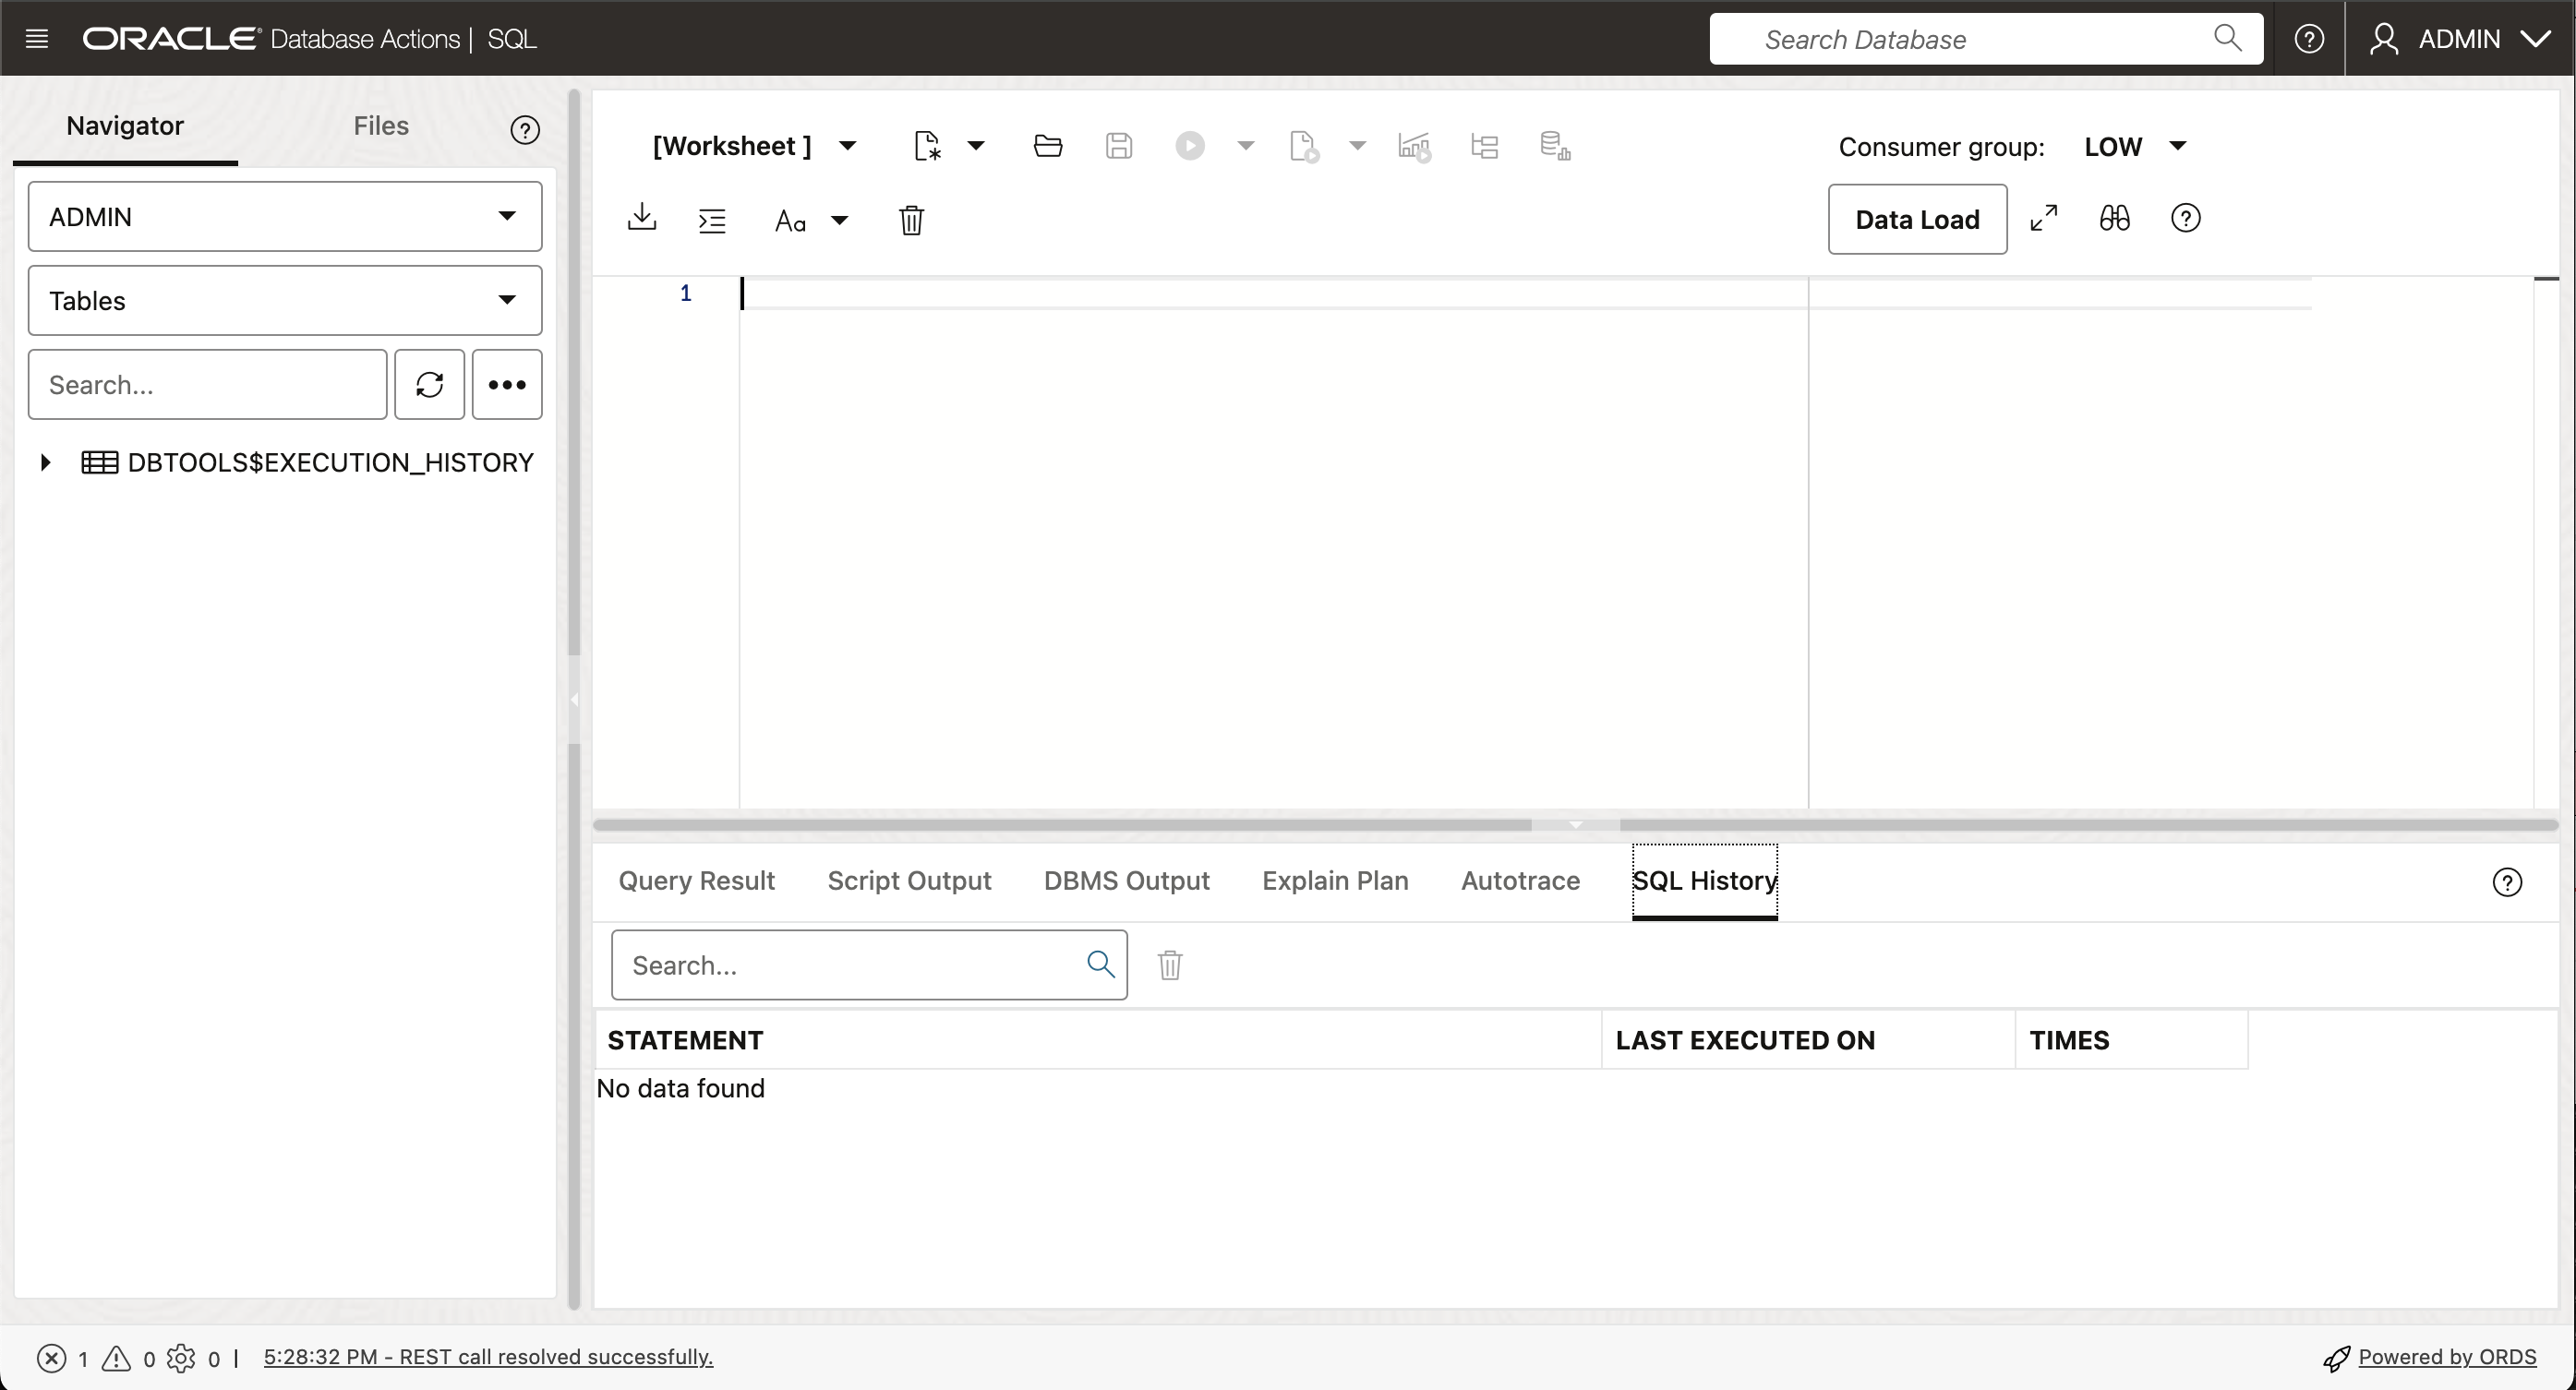 ORACLE Database Actions | SQL
Search Database
ADMIN
Navigator
Files
ADMIN
Tables
Search...
DBTOOLS$EXECUTION_HISTORY
[Worksheet ]
Consumer group: LOW
Aa
Data Load
1
Query Result
Script Output
DBMS Output
Explain Plan
Autotrace
SQL History
Search...
STATEMENT
LAST EXECUTED ON
TIMES
No data found
1 0 0 | 5:28:32 PM - REST call resolved successfully.
Powered by ORDS